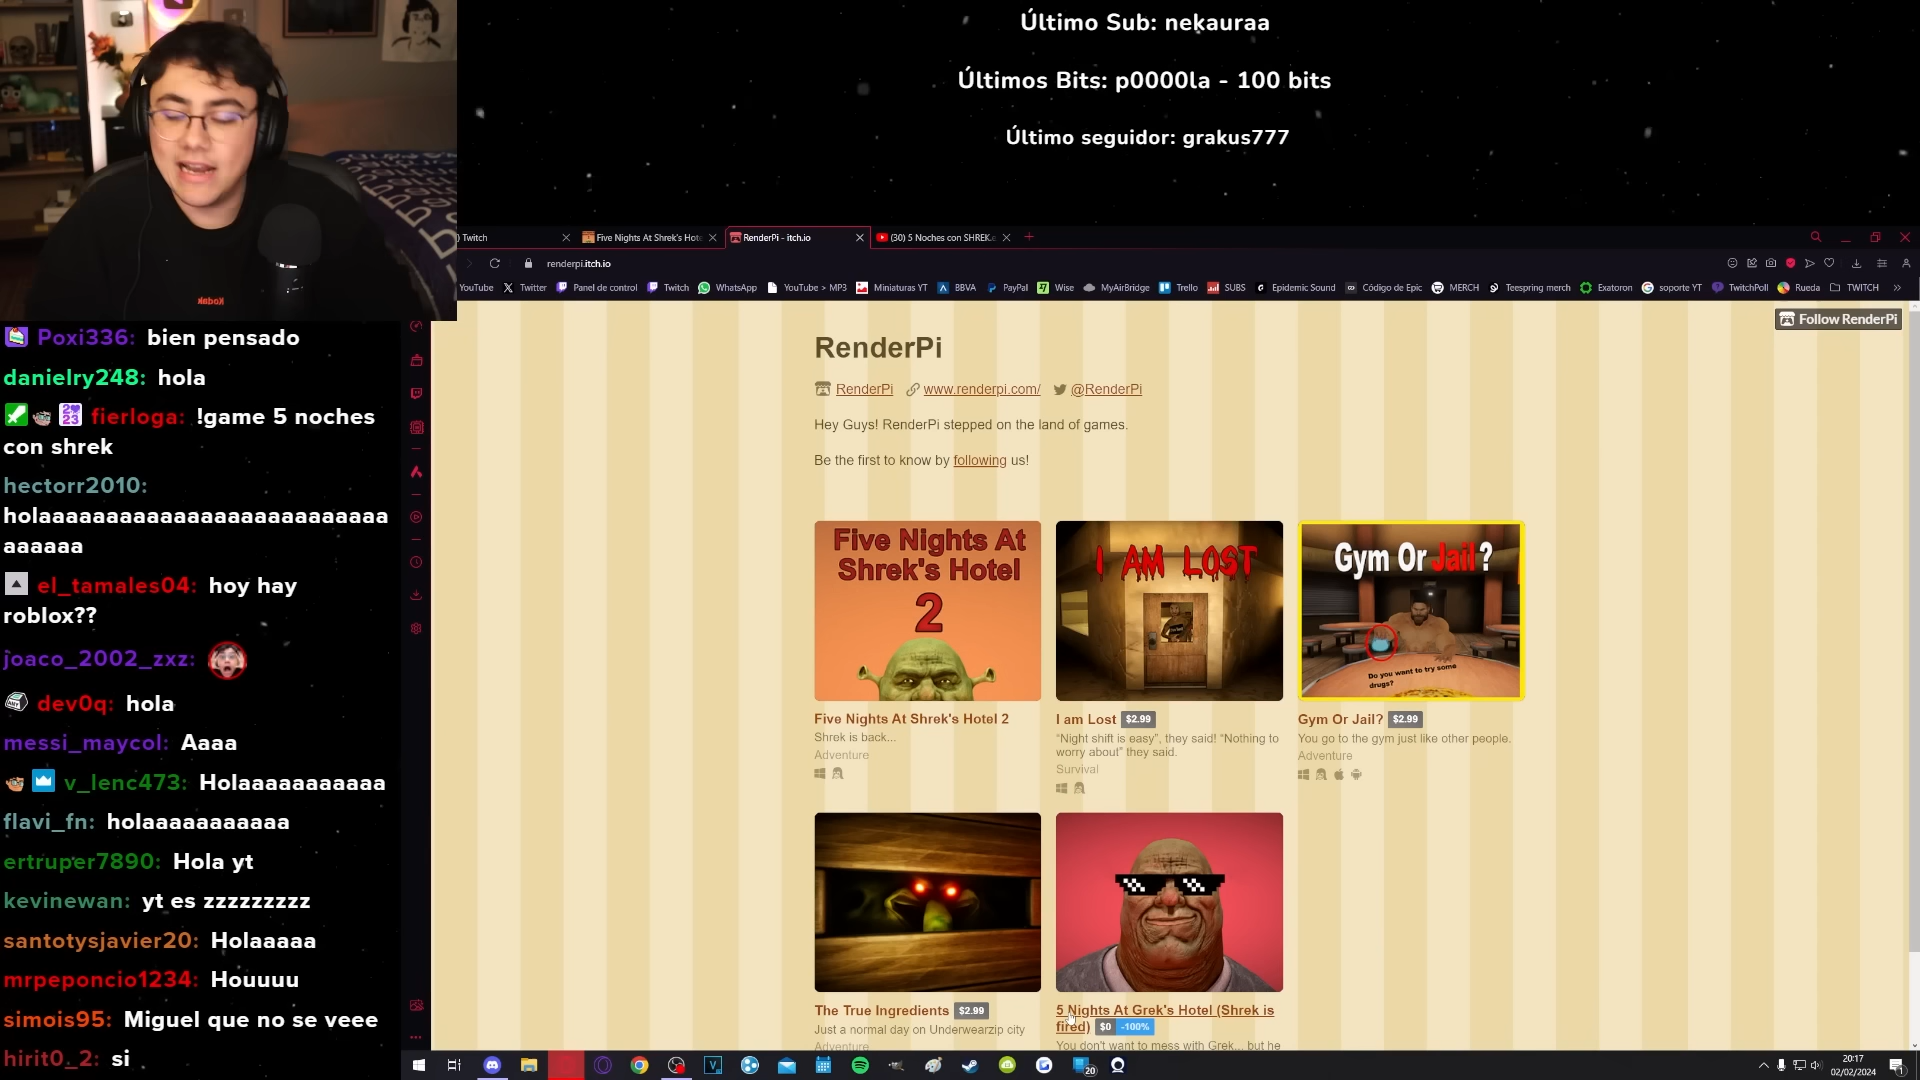 Último Sub: nekauraa
Últimos Bits: p0000la - 100 bits
Último seguidor: grakus777
Kodak
Poxi336: bien pensado
danielry248: hola
fierloga: !game 5 noches
con shrek
hectorr2010:
holaaaaaaaaaaaaaaaaaaaaaaaaaa
aaaaaa
el_tamales04: hoy hay
roblox??
joaco_2002_zxz:
dev0q: hola
messi_maycol: Aaaa
v_lenc473: Holaaaaaaaaaaa
flavi_fn: holaaaaaaaaaaa
ertruper7890: Hola yt
kevinewan: yt es zzzzzzzzz
santotysjavier20: Holaaaaa
mrpeponcio1234: Houuuu
simois95: Miguel que no se veee
hirit0_2: si
Twitch
Five Nights At Shrek's Hote
RenderPi - itch.io
(30) 5 Noches con SHREK.e
renderpi.itch.io
YouTube Twitter Panel de control Twitch WhatsApp YouTube > MP3 Miniaturas YT BBVA PayPal Wise MyAirBridge Trello SUBS Epidemic Sound Código de Epic MERCH Teespring merch Exatoron soporte YT TwitchPoll Rueda TWITCH »
Follow RenderPi
RenderPi
RenderPi www.renderpi.com/ @RenderPi
Hey Guys! RenderPi stepped on the land of games.
Be the first to know by following us!
Five Nights At
Shrek's Hotel
2
Five Nights At Shrek's Hotel 2
Shrek is back...
Adventure
I AM LOST
I am Lost $2.99
“Night shift is easy”, they said! “Nothing to
worry about” they said.
Survival
Gym Or Jail?
Do you want to try some
drugs?
Gym Or Jail? $2.99
You go to the gym just like other people.
Adventure
The True Ingredients $2.99
Just a normal day on Underwearzip city
Adventure
5 Nights At Grek's Hotel (Shrek is
fired) $0 -100%
You don't want to mess with Grek... but he
20
20:17
02/02/2024